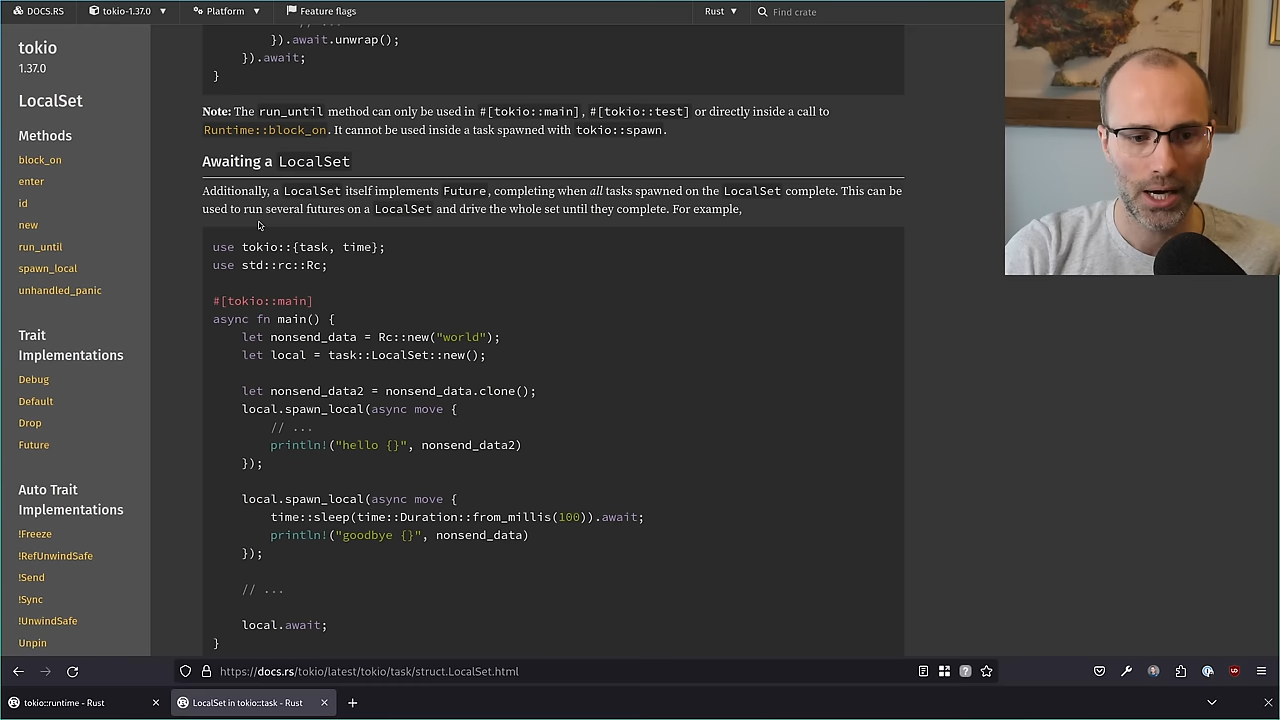 DOCS.RS
tokio-1.37.0
Platform
Feature flags
Rust
Find crate
tokio
1.37.0
LocalSet
Methods
block_on
enter
id
new
run_until
spawn_local
unhandled_panic
Trait
Implementations
Debug
Default
Drop
Future
Auto Trait
Implementations
!Freeze
!RefUnwindSafe
!Send
!Sync
!UnwindSafe
Unpin
// ...
}).await.unwrap();
}).await;
}
Note: The run_until method can only be used in #[tokio::main], #[tokio::test] or directly inside a call to
Runtime::block_on. It cannot be used inside a task spawned with tokio::spawn.
Awaiting a LocalSet
Additionally, a LocalSet itself implements Future, completing when all tasks spawned on the LocalSet complete. This can be
used to run several futures on a LocalSet and drive the whole set until they complete. For example,
use tokio::{task, time};
use std::rc::Rc;
#[tokio::main]
async fn main() {
let nonsend_data = Rc::new("world");
let local = task::LocalSet::new();
let nonsend_data2 = nonsend_data.clone();
local.spawn_local(async move {
// ...
println!("hello {}", nonsend_data2)
});
local.spawn_local(async move {
time::sleep(time::Duration::from_millis(100)).await;
println!("goodbye {}", nonsend_data)
});
// ...
local.await;
}
https://docs.rs/tokio/latest/tokio/task/struct.LocalSet.html
tokio::runtime - Rust
LocalSet in tokio::task - Rust